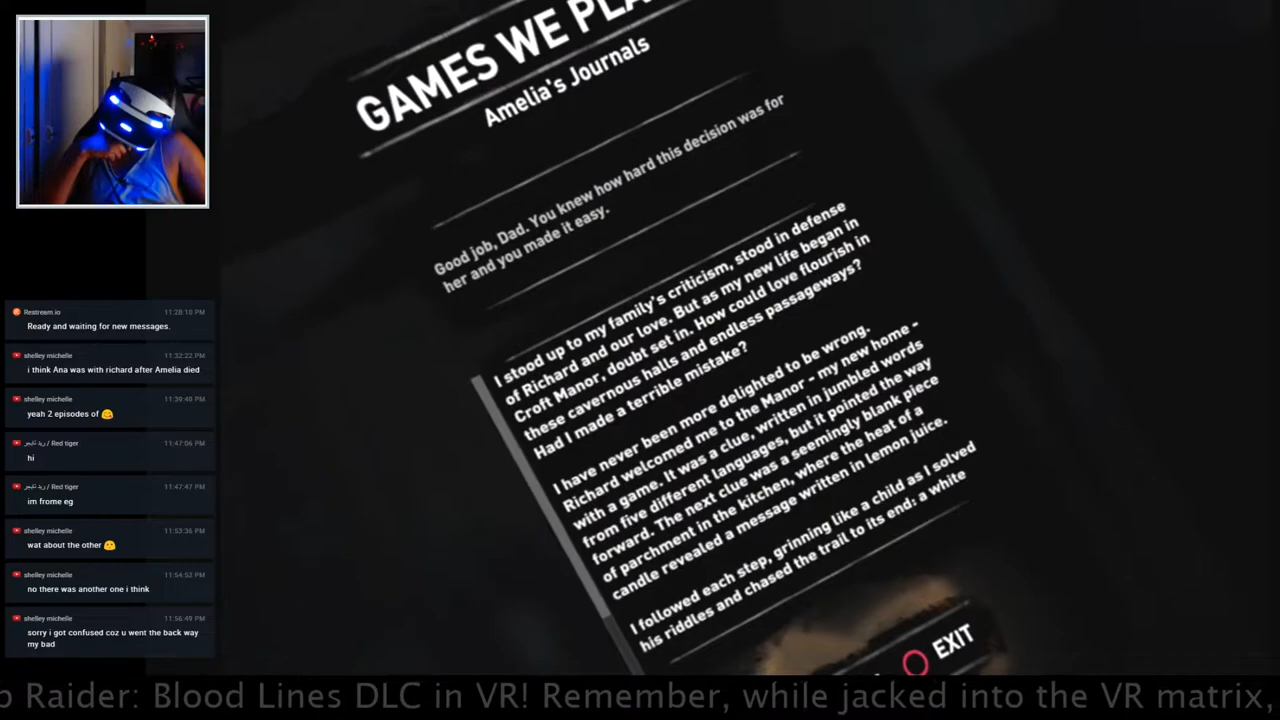 GAMES WE PLA
Amelia's Journals
Good job, Dad. You knew how hard this decision was for
her and you made it easy.
I stood up to my family's criticism, stood in defense
of Richard and our love. But as my new life began in
Croft Manor, doubt set in. How could love flourish in
these cavernous halls and endless passageways?
Had I made a terrible mistake?
I have never been more delighted to be wrong.
Richard welcomed me to the Manor - my new home -
with a game. It was a clue, written in jumbled words
from five different languages, but it pointed the way
forward. The next clue was a seemingly blank piece
of parchment in the kitchen, where the heat of a
candle revealed a message written in lemon juice.
I followed each step, grinning like a child as I solved
his riddles and chased the trail to its end: a white
EXIT
Restream.io 11:28:10 PM
Ready and waiting for new messages.
shelley michelle 11:32:22 PM
i think Ana was with richard after Amelia died
shelley michelle 11:39:40 PM
yeah 2 episodes of 🤗
ريد تايجر / Red tiger 11:47:06 PM
hi
ريد تايجر / Red tiger 11:47:47 PM
im frome eg
shelley michelle 11:53:36 PM
wat about the other
shelley michelle 11:54:52 PM
no there was another one i think
shelley michelle 11:56:49 PM
sorry i got confused coz u went the back way
my bad
b Raider: Blood Lines DLC in VR! Remember, while jacked into the VR matrix,